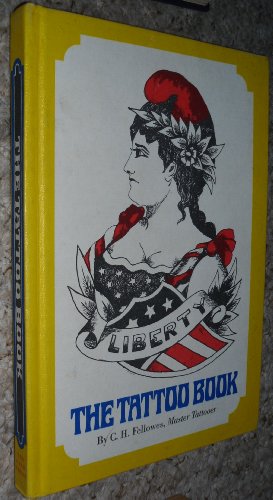 LIBERTY
THE TATTOO BOOK
By C. H. Fellowes, Master Tattooer
THE TATTOO BOOK